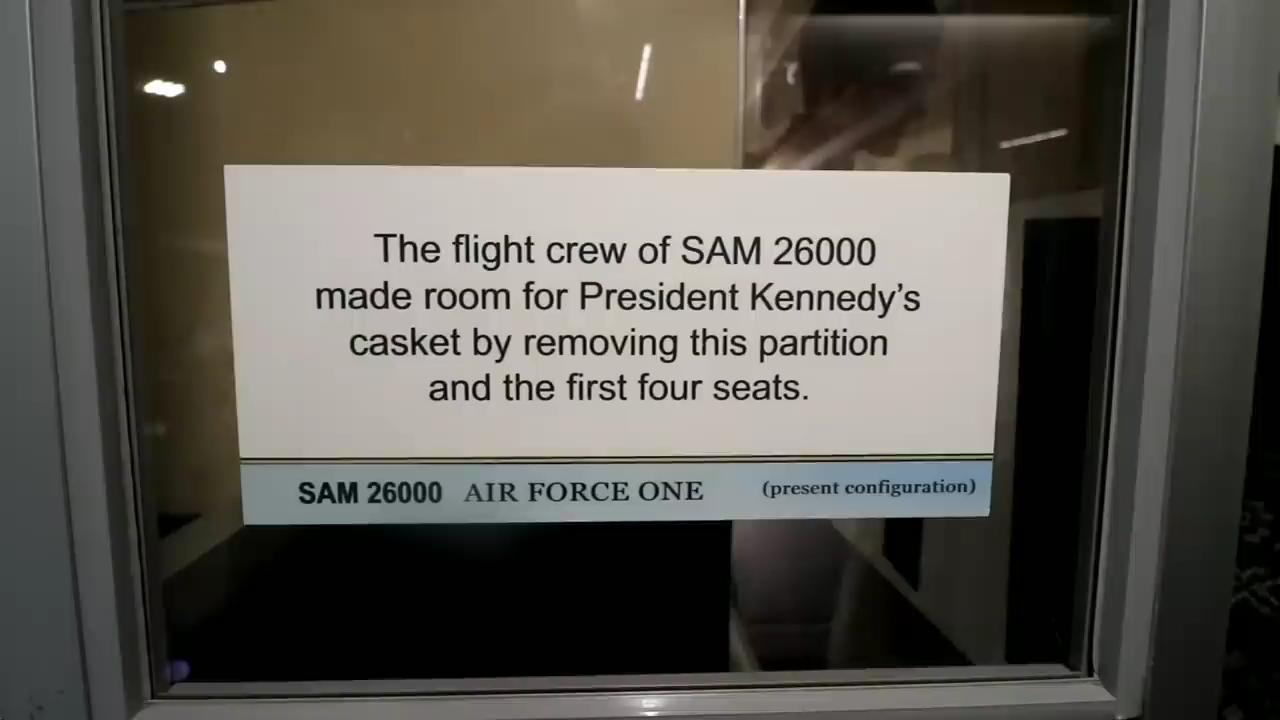 The flight crew of SAM 26000
made room for President Kennedy’s
casket by removing this partition
and the first four seats.
SAM 26000 AIR FORCE ONE (present configuration)